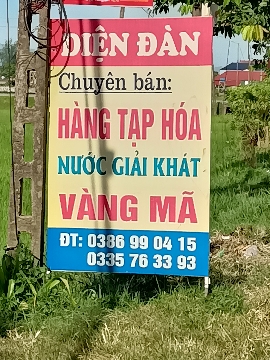 DIỆN ĐÀN
Chuyên bán:
HÀNG TẠP HÓA
NƯỚC GIẢI KHÁT
VÀNG MÃ
ĐT: 0386 99 04 15
0335 76 33 93